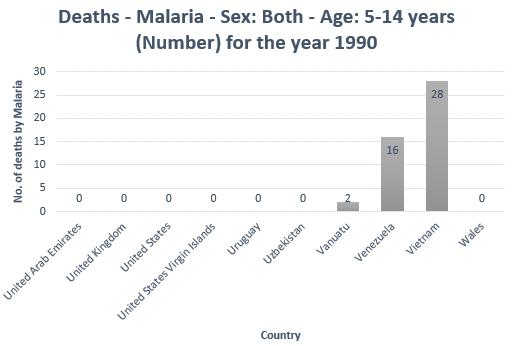 Deaths - Malaria - Sex: Both - Age: 5-14 years
(Number) for the year 1990
No. of deaths by Malaria
30
25
20
15
10
5
0
0
0
0
0
0
0
2
16
28
0
United Arab Emirates
United Kingdom
United States
United States Virgin Islands
Uruguay
Uzbekistan
Vanuatu
Venezuela
Vietnam
Wales
Country